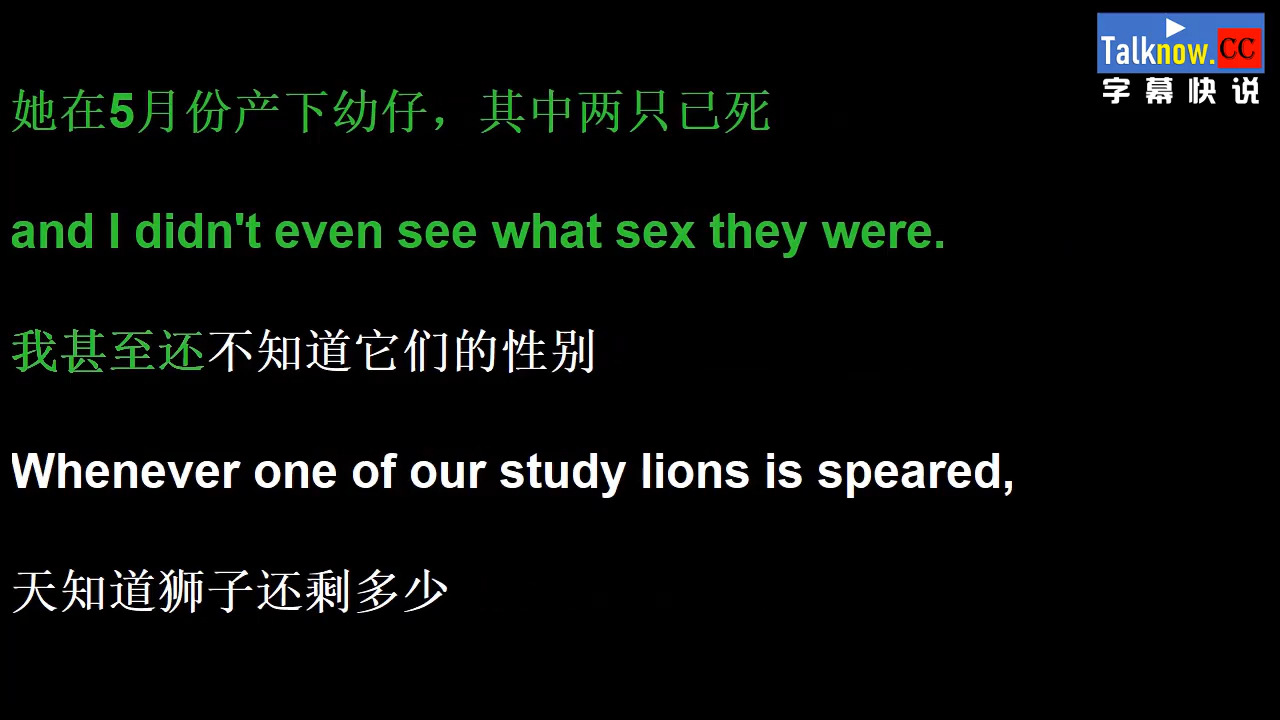 Talknow.CC
字幕快说
她在5月份产下幼仔，其中两只已死
and I didn't even see what sex they were.
我甚至还不知道它们的性别
Whenever one of our study lions is speared,
天知道狮子还剩多少